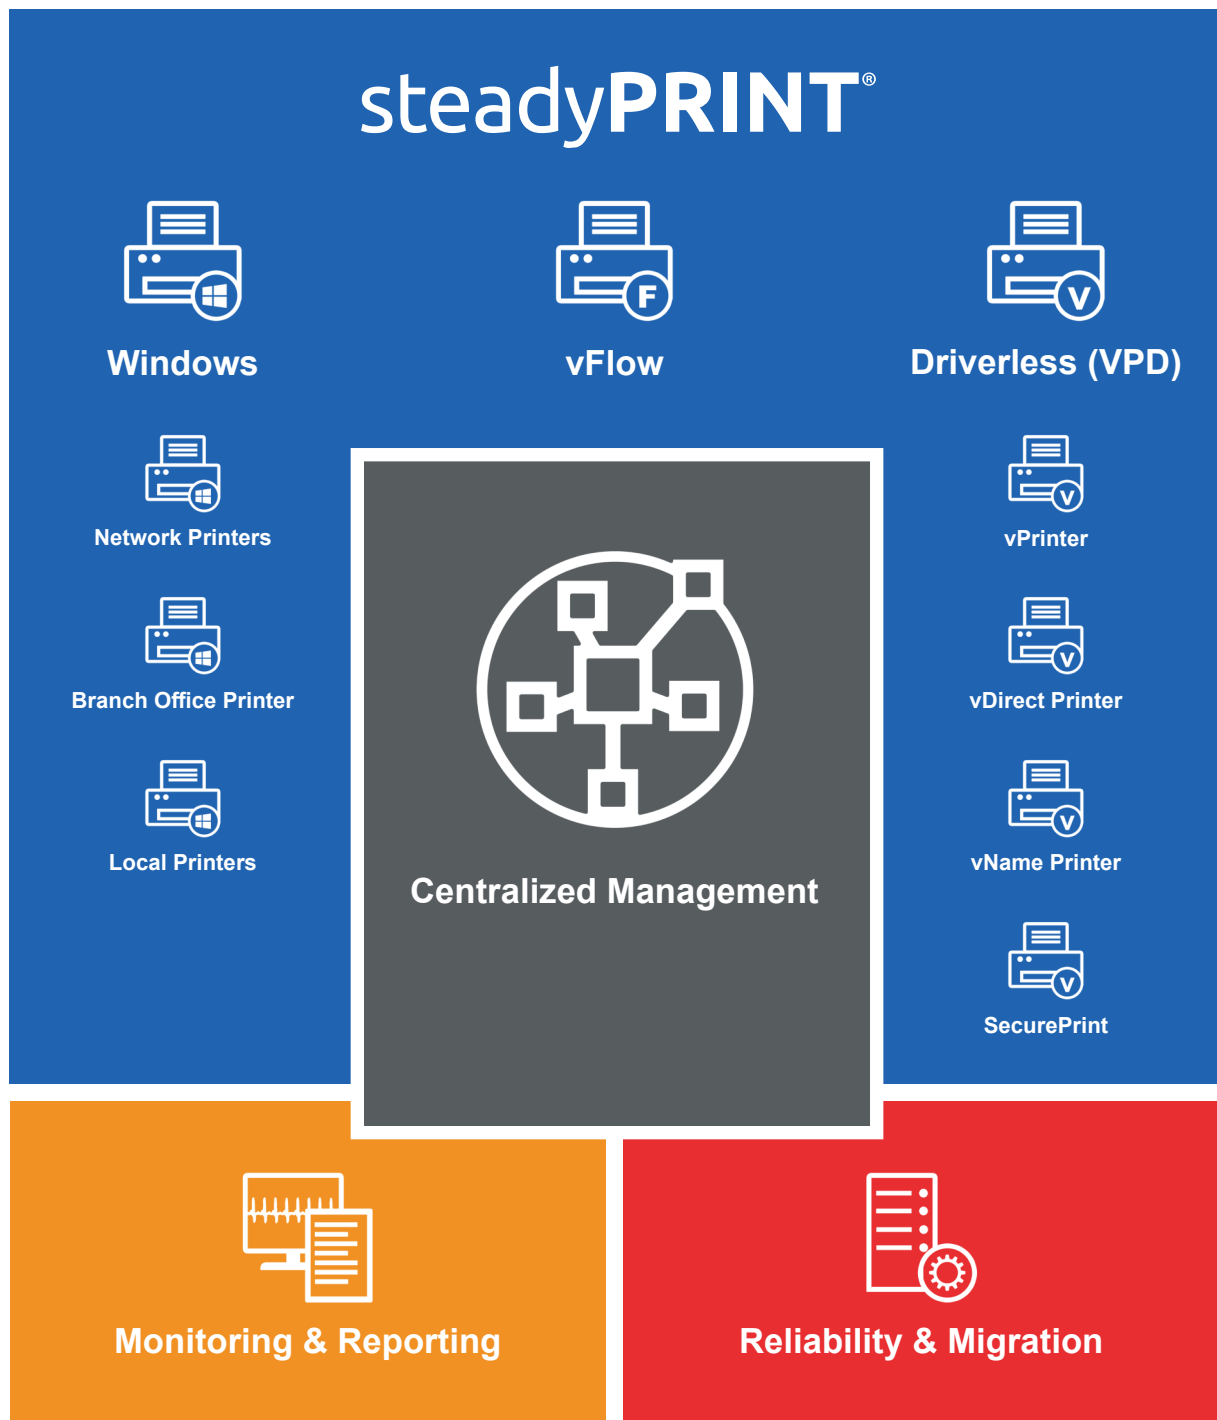 steadyPRINT®
Windows
vFlow
Driverless (VPD)
Network Printers
Branch Office Printer
Local Printers
Centralized Management
vPrinter
vDirect Printer
vName Printer
SecurePrint
Monitoring & Reporting
Reliability & Migration